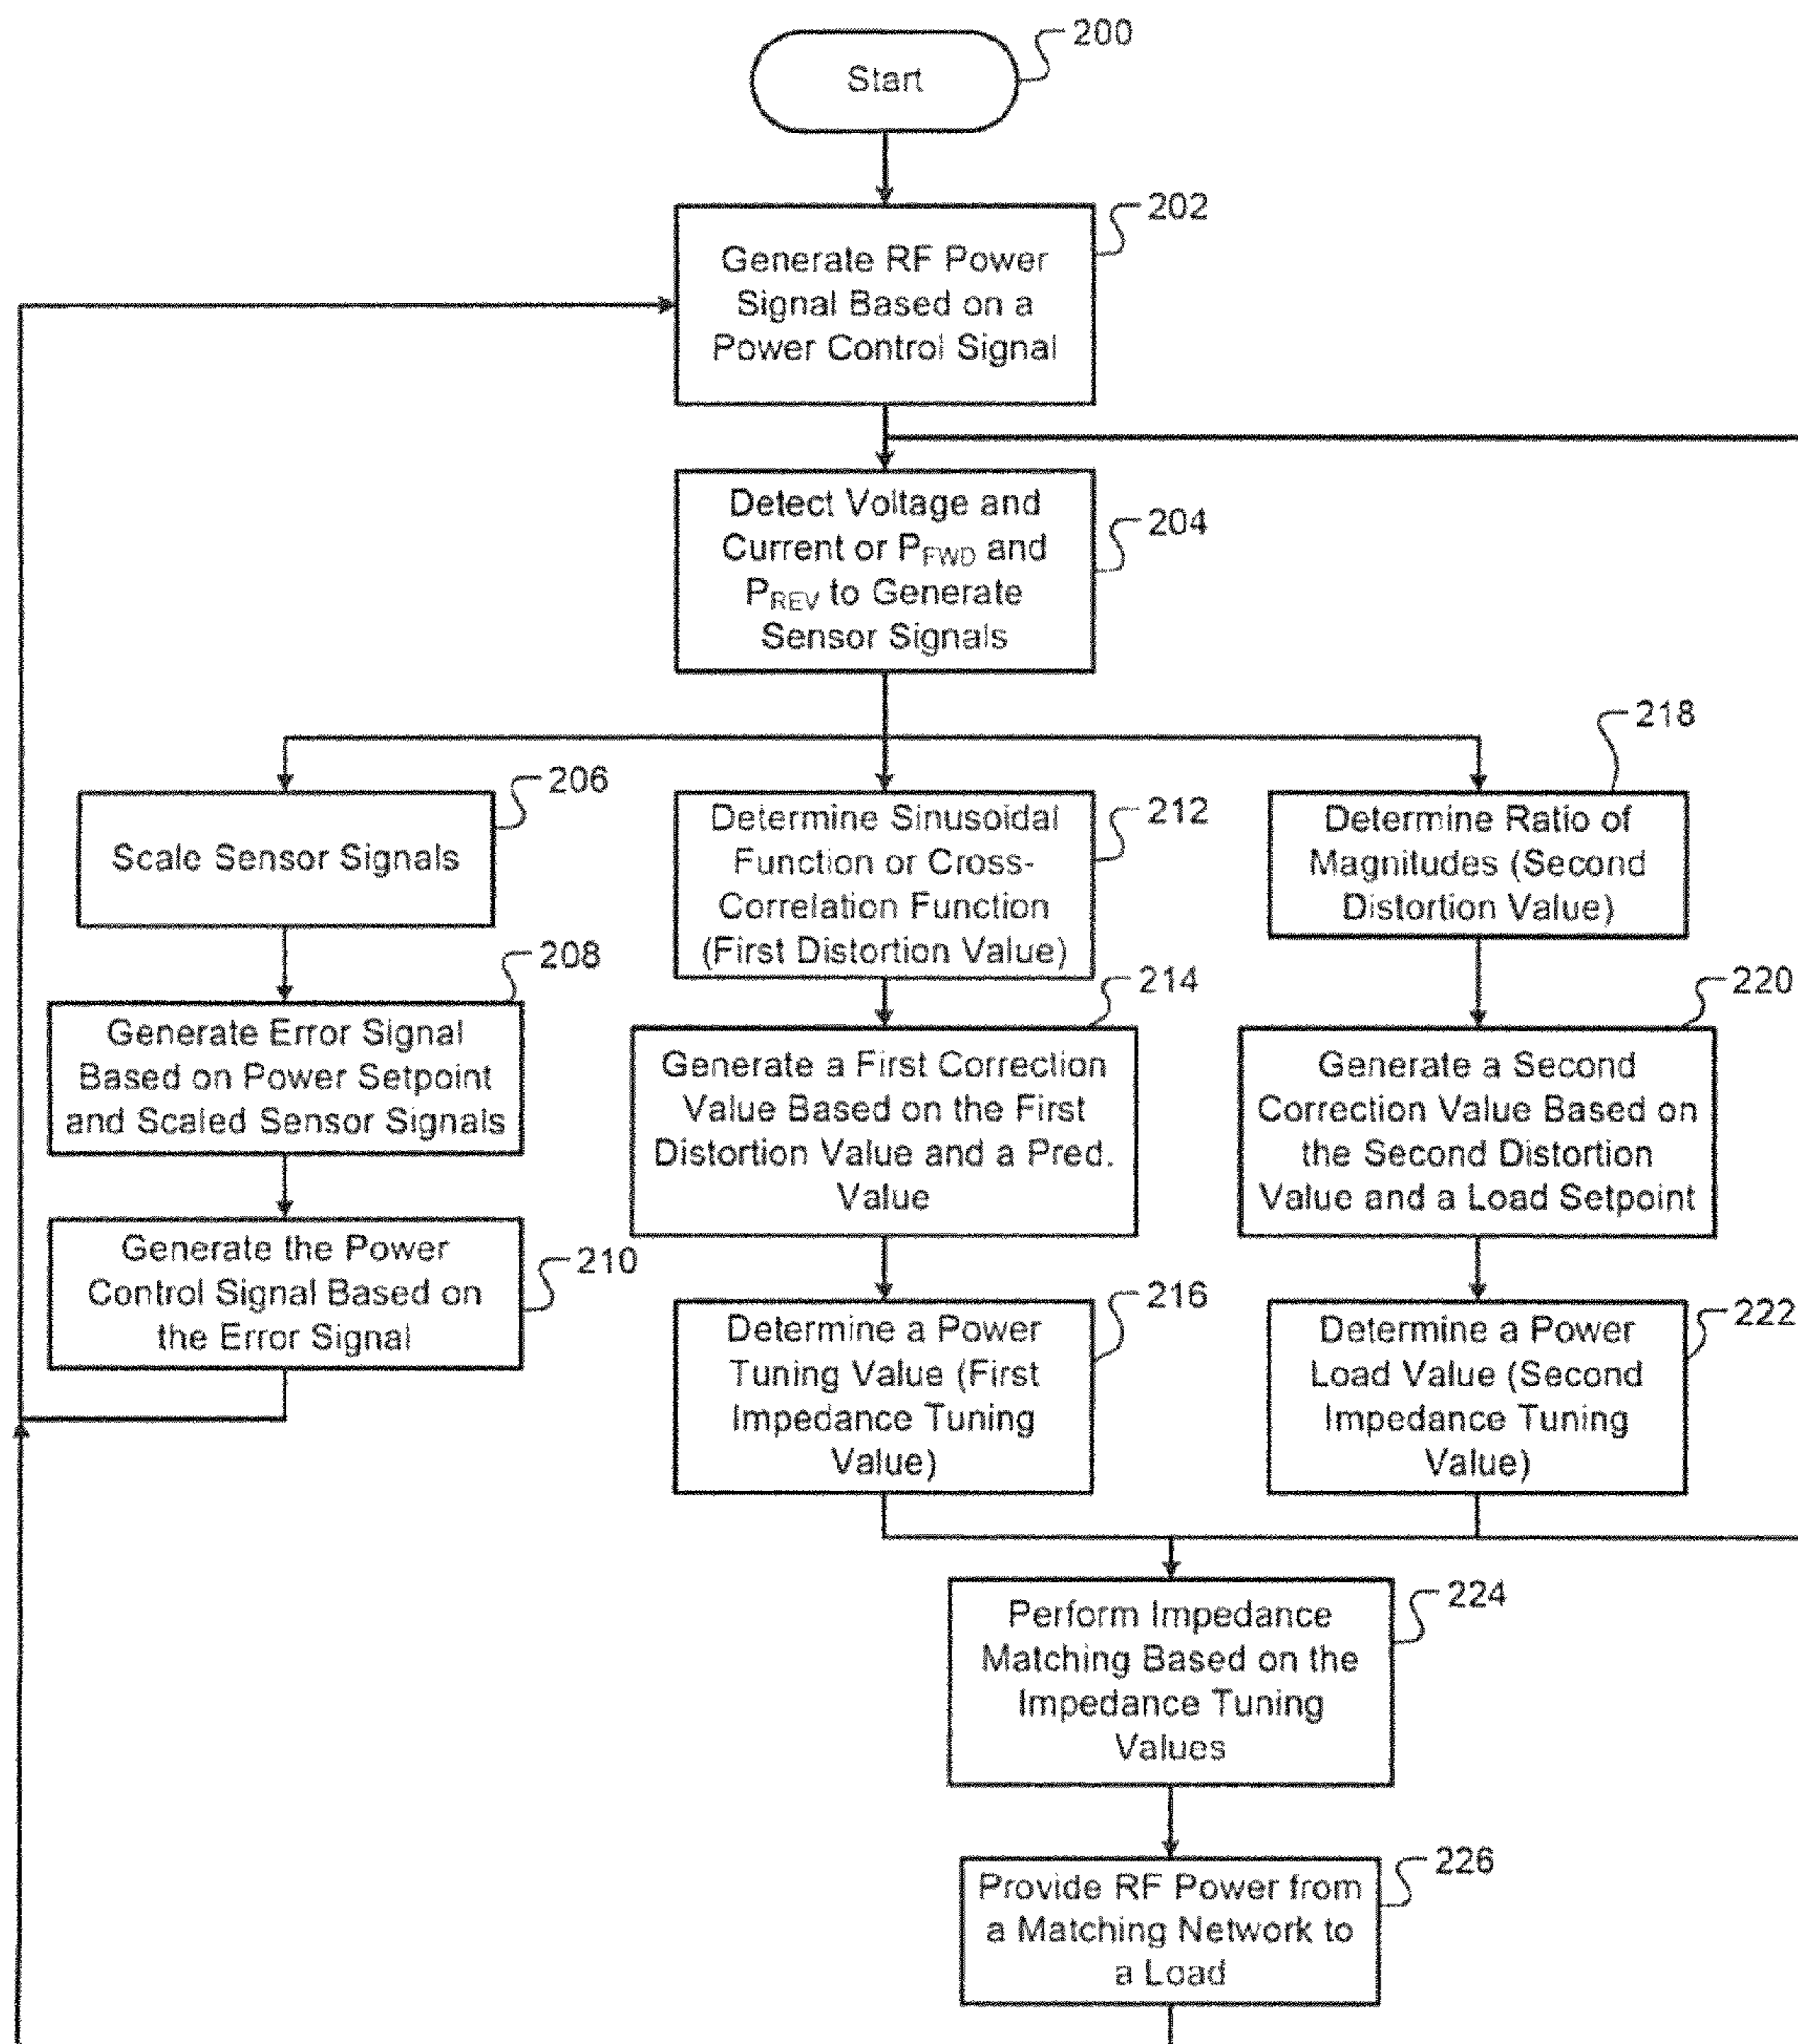 200
Start
202
Generate RF Power
Signal Based on a
Power Control Signal
204
Detect Voltage and
Current or PFWD and
PREV to Generate
Sensor Signals
206
Scale Sensor Signals
208
Generate Error Signal
Based on Power Setpoint
and Scaled Sensor Signals
210
Generate the Power
Control Signal Based on
the Error Signal
212
Determine Sinusoidal
Function or Cross-
Correlation Function
(First Distortion Value)
214
Generate a First Correction
Value Based on the First
Distortion Value and a Pred.
Value
216
Determine a Power
Tuning Value (First
Impedance Tuning
Value)
218
Determine Ratio of
Magnitudes (Second
Distortion Value)
220
Generate a Second
Correction Value Based on
the Second Distortion
Value and a Load Setpoint
222
Determine a Power
Load Value (Second
Impedance Tuning
Value)
224
Perform Impedance
Matching Based on the
Impedance Tuning
Values
226
Provide RF Power from
a Matching Network to
a Load